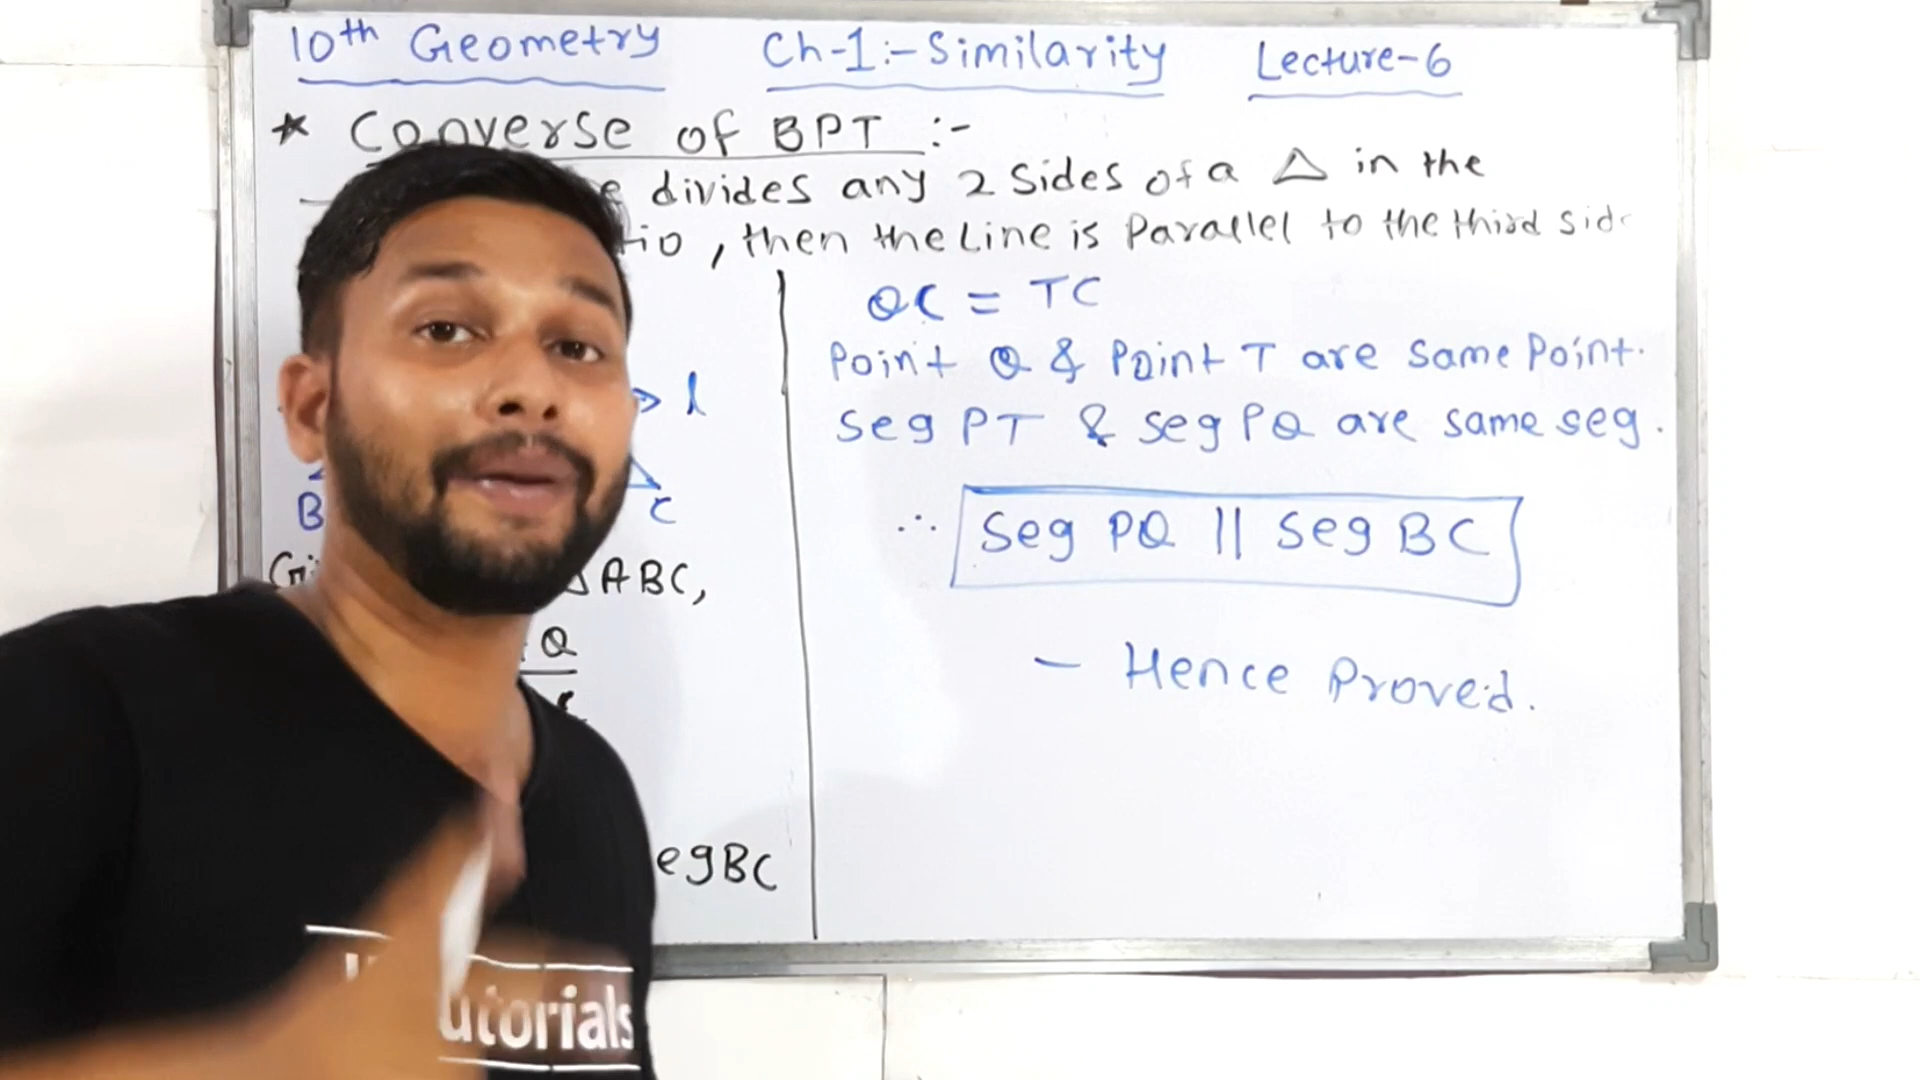 10th Geometry Ch-1:- Similarity Lecture-6
* Converse of BPT :-
divides any 2 sides of a △ in the
, then the Line is Parallel to the third side
l
B C
△ABC,
Q
egBC
QC = TC
Point Q & Point T are same Point.
seg PT & seg PQ are same seg.
∴ seg PQ || seg BC
- Hence Proved.
utorials